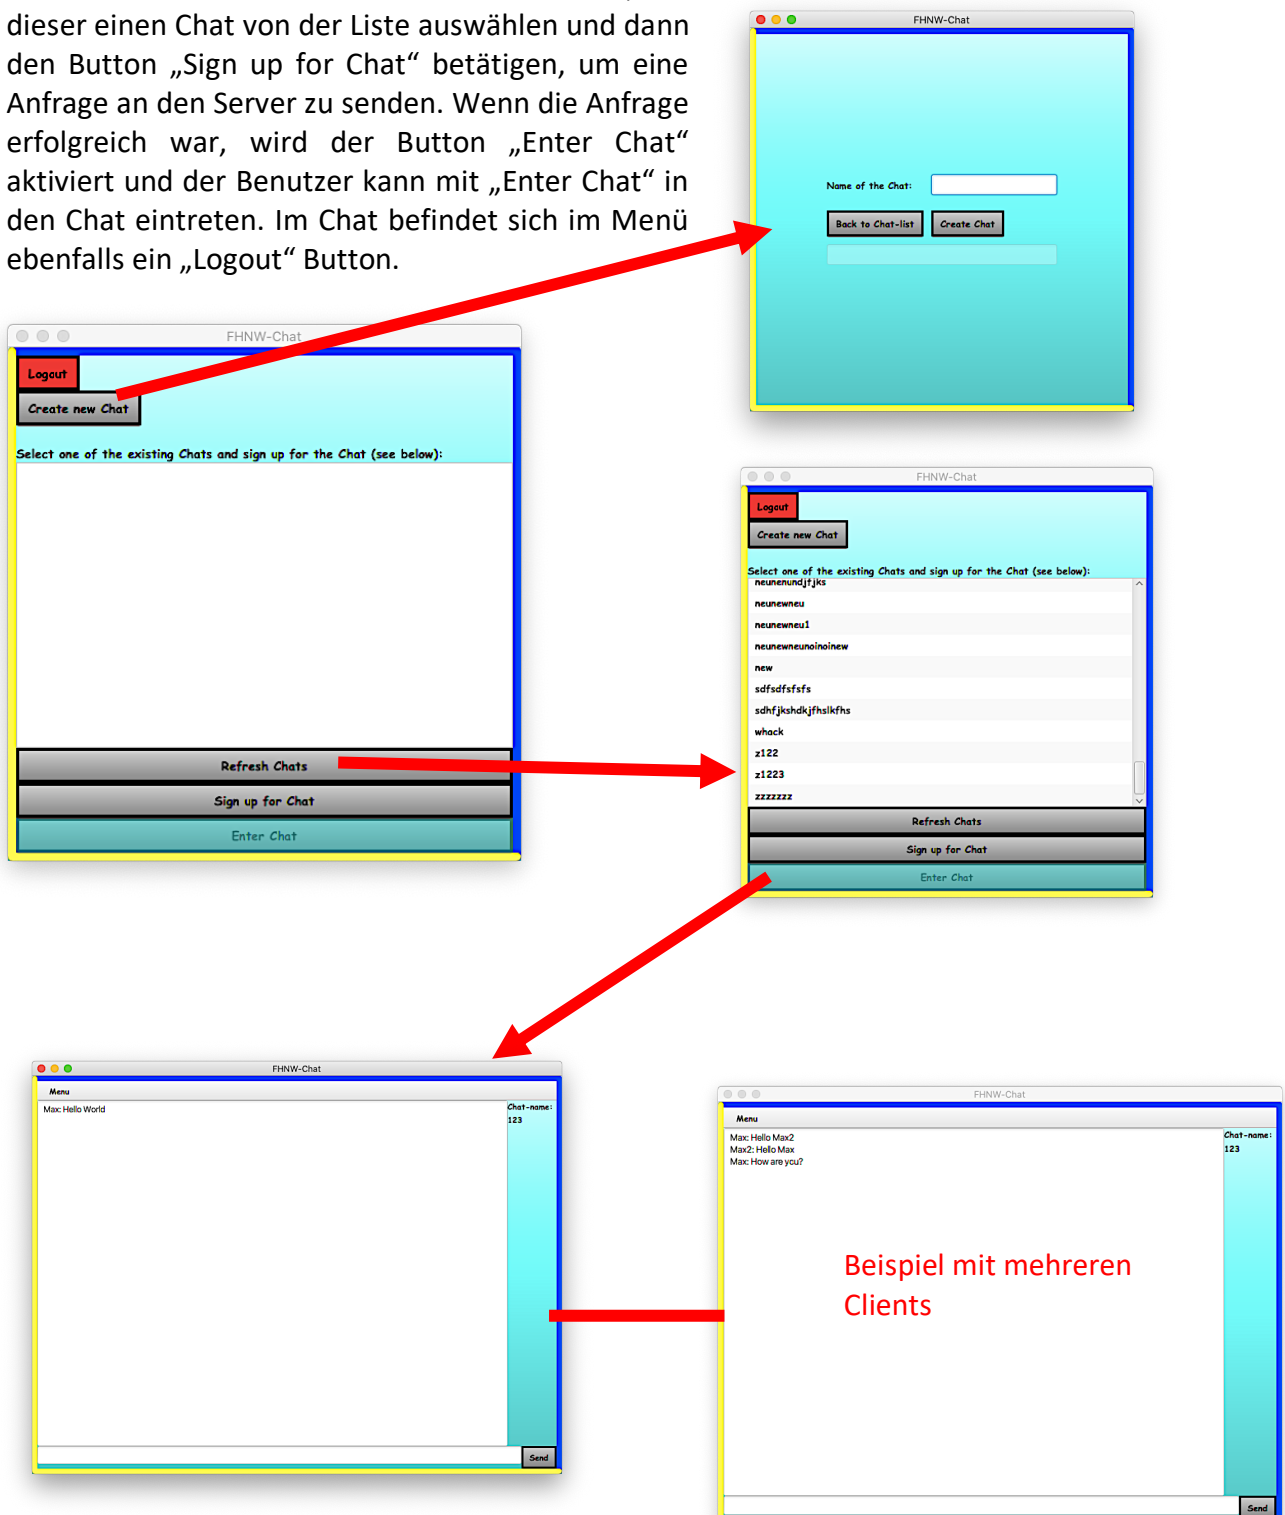 dieser einen Chat von der Liste auswählen und dann
den Button „Sign up for Chat“ betätigen, um eine
Anfrage an den Server zu senden. Wenn die Anfrage
erfolgreich war, wird der Button „Enter Chat“
aktiviert und der Benutzer kann mit „Enter Chat“ in
den Chat eintreten. Im Chat befindet sich im Menü
ebenfalls ein „Logout“ Button.
FHNW-Chat
Name of the Chat:
Back to Chat-list
Create Chat
FHNW-Chat
Logout
Create new Chat
Select one of the existing Chats and sign up for the Chat (see below):
Refresh Chats
Sign up for Chat
Enter Chat
FHNW-Chat
Logout
Create new Chat
Select one of the existing Chats and sign up for the Chat (see below):
neunenundjfjks
neunewneu
neunewneu1
neunewneunoinoinew
new
sdfsdfsfsfs
sdhfjkshdkjfhslkfhs
whack
z122
z1223
zzzzzzz
Refresh Chats
Sign up for Chat
Enter Chat
FHNW-Chat
Menu
Max: Hello World
Chat-name:
123
Send
FHNW-Chat
Menu
Max: Hello Max2
Max2: Hello Max
Max: How are you?
Chat-name:
123
Beispiel mit mehreren
Clients
Send